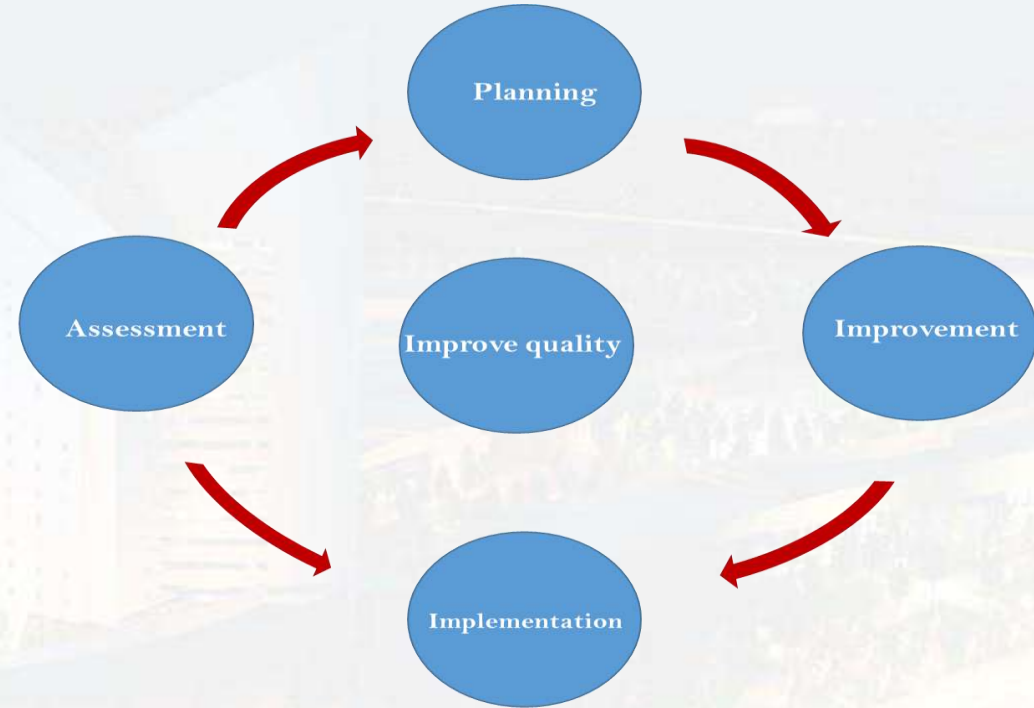 Planning
Assessment
Improve quality
Improvement
Implementation